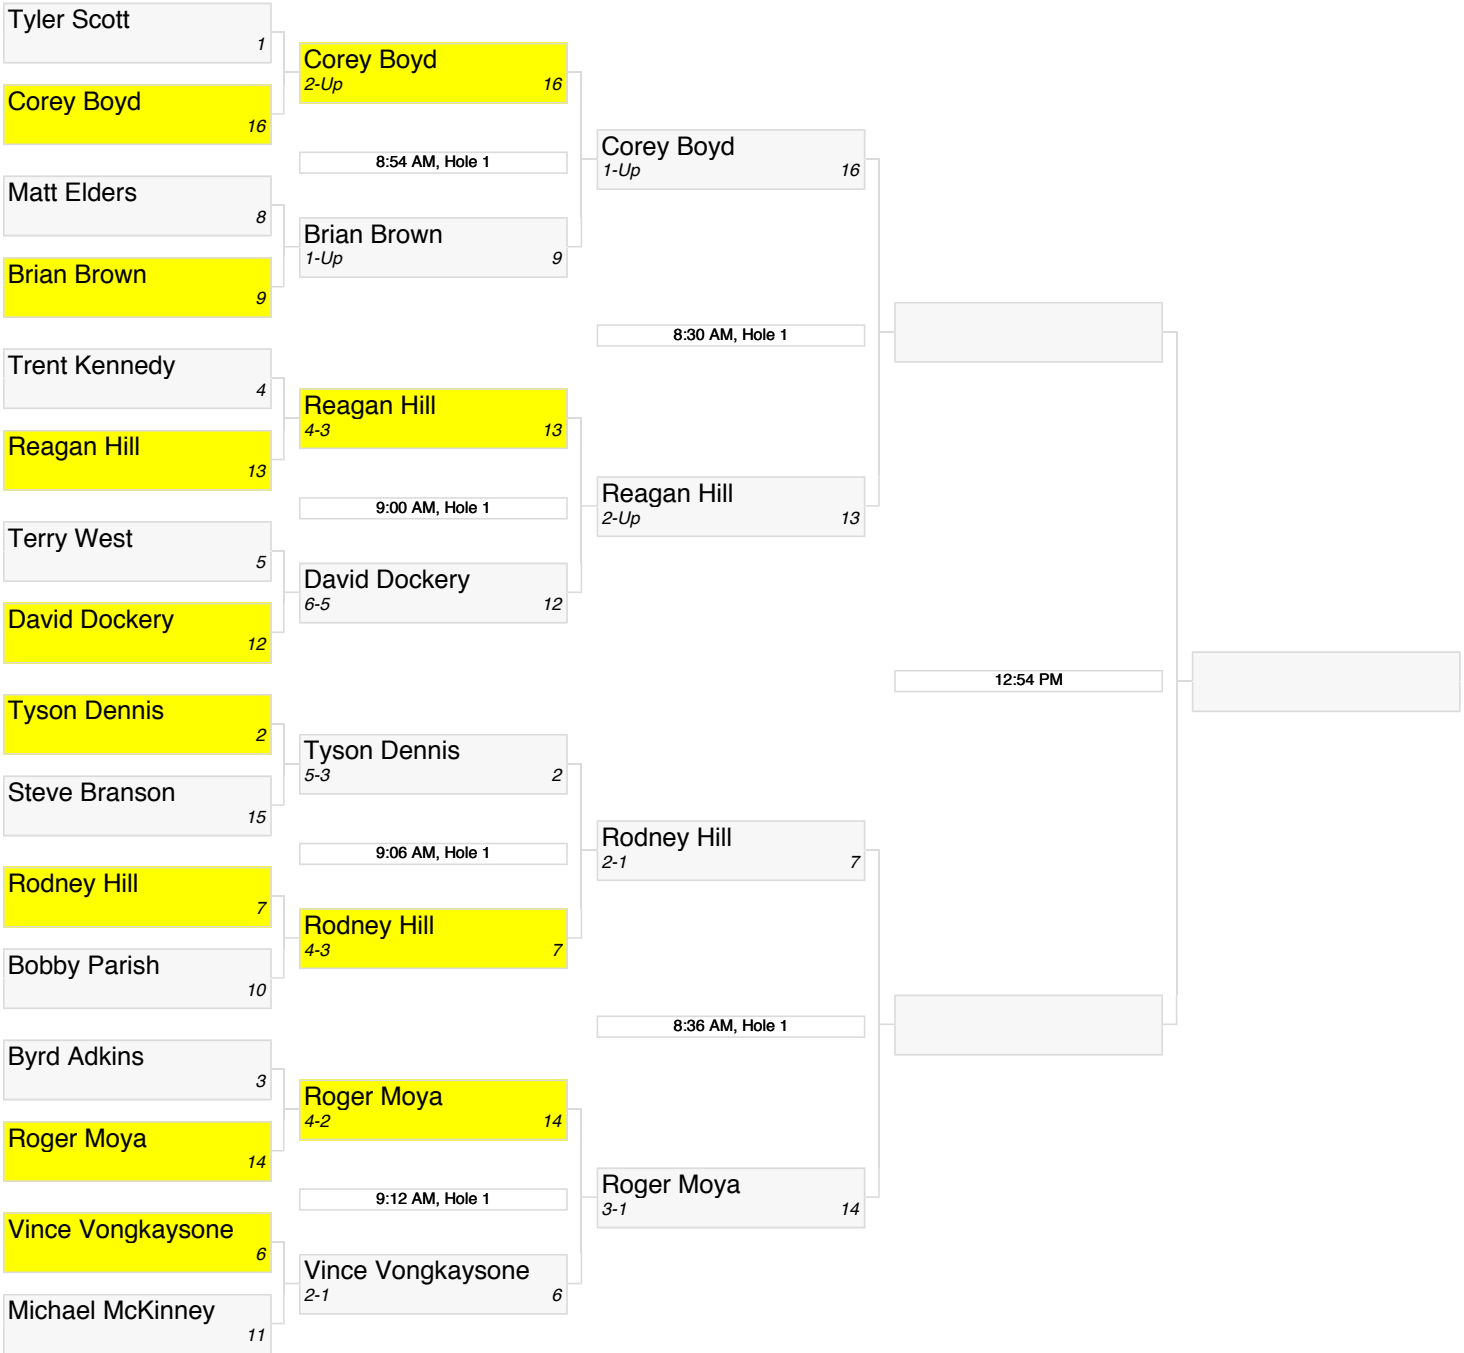 Tyler Scott
1
Corey Boyd
16
Matt Elders
8
Brian Brown
9
Trent Kennedy
4
Reagan Hill
13
Terry West
5
David Dockery
12
Tyson Dennis
2
Steve Branson
15
Rodney Hill
7
Bobby Parish
10
Byrd Adkins
3
Roger Moya
14
Vince Vongkaysone
6
Michael McKinney
11
Corey Boyd
2-Up 16
8:54 AM, Hole 1
Brian Brown
1-Up 9
Reagan Hill
4-3 13
9:00 AM, Hole 1
David Dockery
6-5 12
Tyson Dennis
5-3 2
9:06 AM, Hole 1
Rodney Hill
4-3 7
Roger Moya
4-2 14
9:12 AM, Hole 1
Vince Vongkaysone
2-1 6
Corey Boyd
1-Up 16
8:30 AM, Hole 1
Reagan Hill
2-Up 13
Rodney Hill
2-1 7
8:36 AM, Hole 1
Roger Moya
3-1 14
12:54 PM